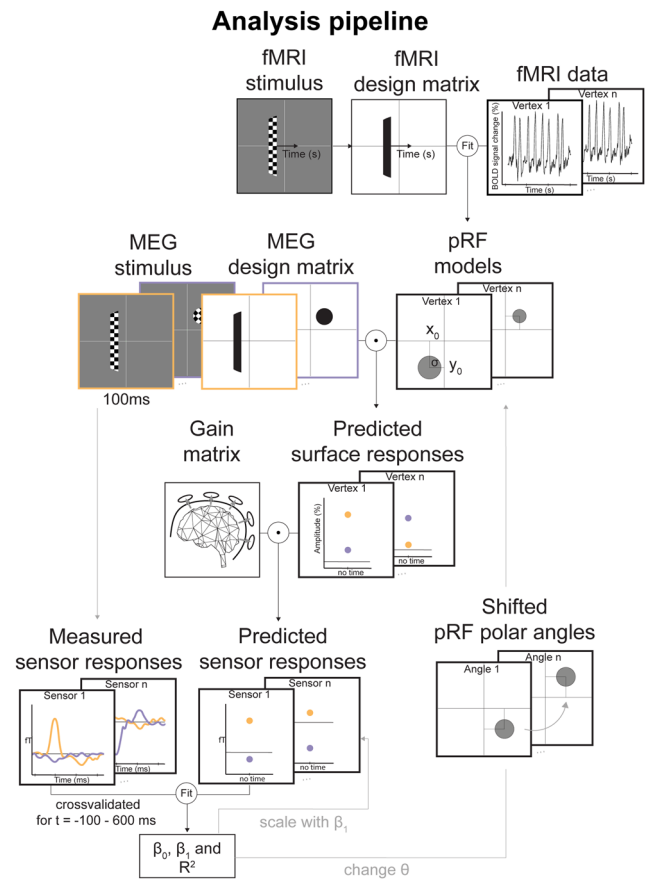 Analysis pipeline
fMRI
stimulus
Time (s)
fMRI
design matrix
Time (s)
Fit
fMRI data
Vertex n
Vertex 1
BOLD signal change (%)
Time (s)
Time (s)
...
MEG
stimulus
100ms
...
MEG
design matrix
...
pRF
models
Vertex n
Vertex 1
x₀
σ
y₀
...
Gain
matrix
Predicted
surface responses
Vertex n
Vertex 1
Amplitude (%)
no time
no time
...
Measured
sensor responses
Sensor n
Sensor 1
fT
Time (ms)
Time (ms)
...
Predicted
sensor responses
Sensor n
Sensor 1
fT
no time
no time
...
Shifted
pRF polar angles
Angle n
Angle 1
...
crossvalidated
for t = -100 - 600 ms
Fit
scale with β₁
β₀, β₁ and
R²
change θ